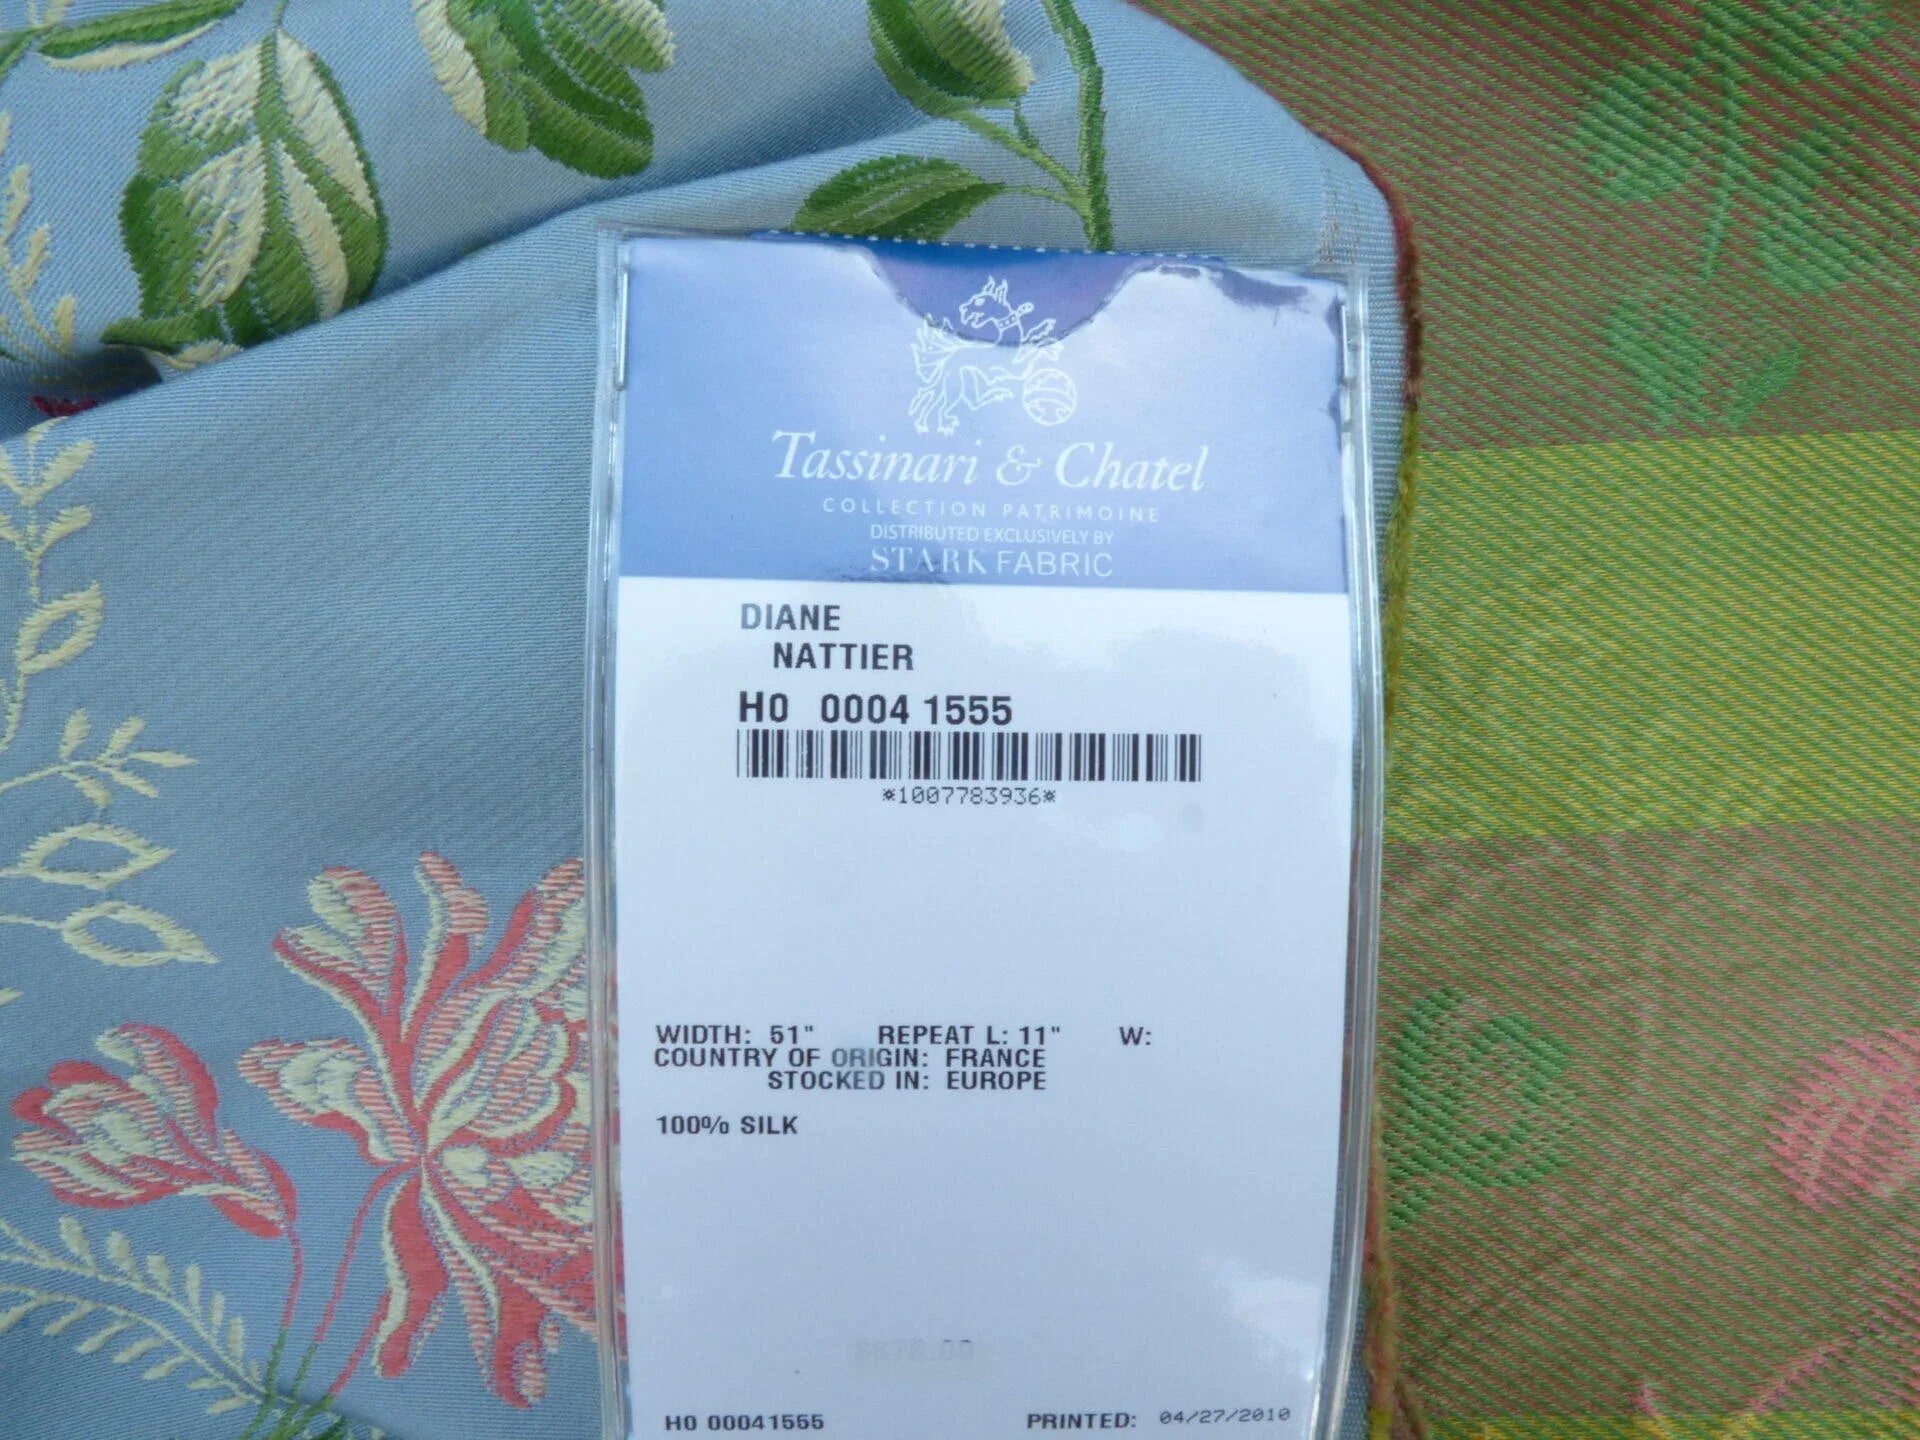 Tassinari & Chatel
COLLECTION PATRIMOINE
DISTRIBUTED EXCLUSIVELY BY
STARK FABRIC
DIANE
NATTIER
H0 0004 1555
*1007783936*
WIDTH: 51" REPEAT L: 11" W:
COUNTRY OF ORIGIN: FRANCE
STOCKED IN: EUROPE
100% SILK
H0 00041555 PRINTED: 04/27/2010